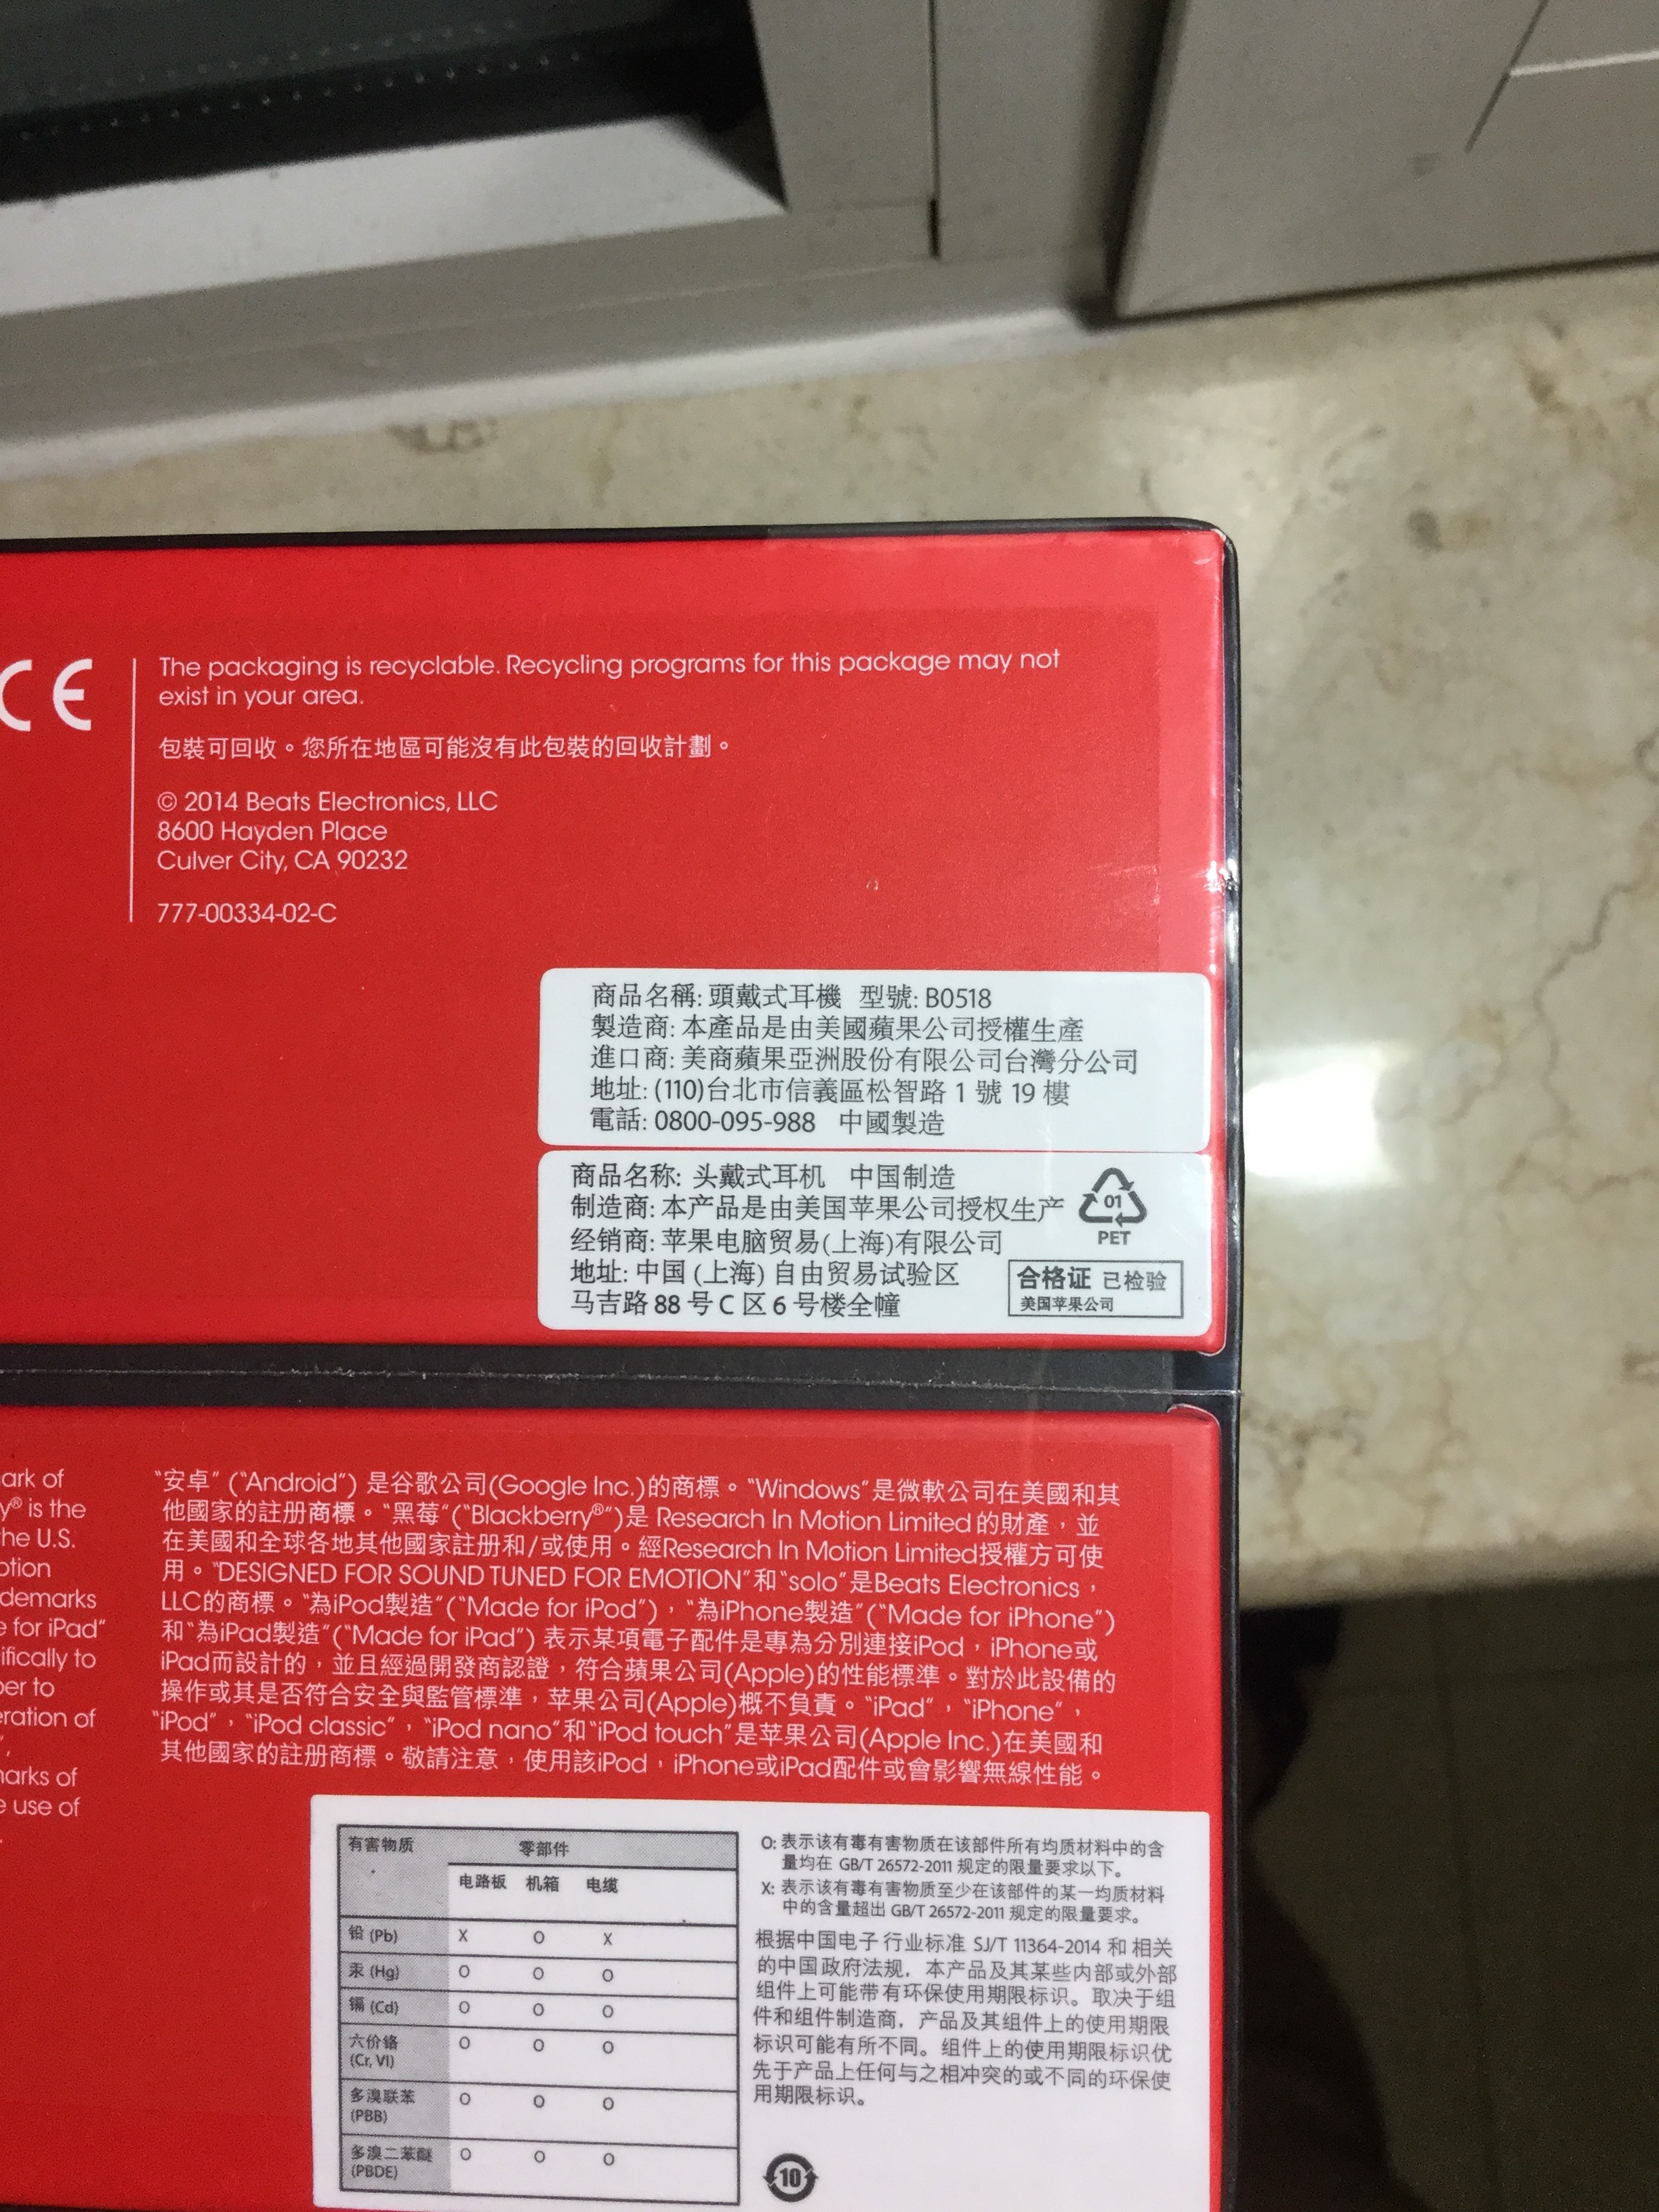 CE
The packaging is recyclable. Recycling programs for this package may not
exist in your area.
包裝可回收。您所在地區可能沒有此包裝的回收計劃。
© 2014 Beats Electronics, LLC
8600 Hayden Place
Culver City, CA 90232
777-00334-02-C
商品名稱: 頭戴式耳機 型號: B0518
製造商: 本產品是由美國蘋果公司授權生產
進口商: 美商蘋果亞洲股份有限公司台灣分公司
地址: (110)台北市信義區松智路 1 號 19 樓
電話: 0800-095-988 中國製造
商品名称: 头戴式耳机 中国制造
制造商: 本产品是由美国苹果公司授权生产
经销商: 苹果电脑贸易(上海)有限公司
地址: 中国 (上海) 自由贸易试验区
马吉路 88 号 C 区 6 号楼全幢
01
PET
合格证 已检验
美国苹果公司
ark of
y® is the
he U.S.
otion
demarks
e for iPad"
ifically to
per to
eration of
",
arks of
e use of
.
"安卓" ("Android") 是谷歌公司(Google Inc.)的商標。"Windows"是微軟公司在美國和其
他國家的註册商標。"黑莓"("Blackberry®")是 Research In Motion Limited 的財產，並
在美國和全球各地其他國家註册和/或使用。經Research In Motion Limited授權方可使
用。"DESIGNED FOR SOUND TUNED FOR EMOTION"和"solo"是Beats Electronics，
LLC的商標。"為iPod製造"("Made for iPod")，"為iPhone製造"("Made for iPhone")
和"為iPad製造"("Made for iPad") 表示某項電子配件是專為分別連接iPod，iPhone或
iPad而設計的，並且經過開發商認證，符合蘋果公司(Apple)的性能標準。對於此設備的
操作或其是否符合安全與監管標準，苹果公司(Apple)概不負責。"iPad"，"iPhone"，
"iPod"，"iPod classic"，"iPod nano"和"iPod touch"是苹果公司(Apple Inc.)在美國和
其他國家的註册商標。敬請注意，使用該iPod，iPhone或iPad配件或會影響無線性能。
有害物质 零部件
电路板 机箱 电缆
铅 (Pb) X O X
汞 (Hg) O O O
镉 (Cd) O O O
六价铬
(Cr, VI) O O O
多溴联苯
(PBB) O O O
多溴二苯醚
(PBDE) O O O
O: 表示该有毒有害物质在该部件所有均质材料中的含
量均在 GB/T 26572-2011 规定的限量要求以下。
X: 表示该有毒有害物质至少在该部件的某一均质材料
中的含量超出 GB/T 26572-2011 规定的限量要求。
根据中国电子行业标准 SJ/T 11364-2014 和相关
的中国政府法规，本产品及其某些内部或外部
组件上可能带有环保使用期限标识。取决于组
件和组件制造商，产品及其组件上的使用期限
标识可能有所不同。组件上的使用期限标识优
先于产品上任何与之相冲突的或不同的环保使
用期限标识。
10